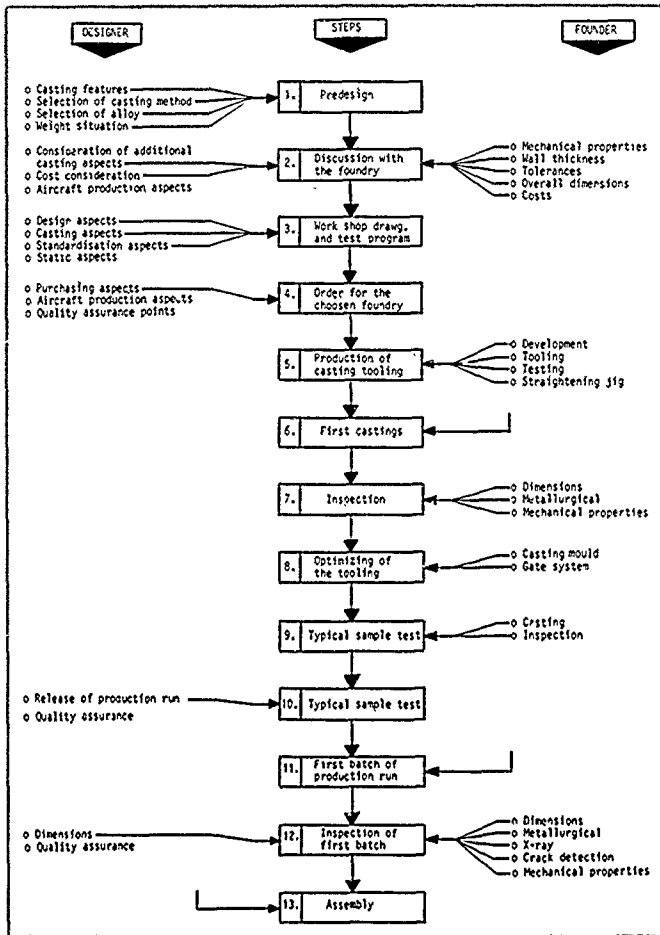 DESIGNER
STEPS
FOUNDER
o Casting features
o Selection of casting method
o Selection of alloy
o Weight situation
1. Predesign
o Consideration of additional
casting aspects
o Cost consideration
o Aircraft production aspects
2. Discussion with
the foundry
o Mechanical properties
o Wall thickness
o Tolerances
o Overall dimensions
o Costs
o Design aspects
o Casting aspects
o Standardisation aspects
o Static aspects
3. Work shop drawg.
and test program
o Purchasing aspects
o Aircraft production aspects
o Quality assurance points
4. Order for the
choosen foundry
5. Production of
casting tooling
o Development
o Tooling
o Testing
o Straightening jig
6. First castings
7. Inspection
o Dimensions
o Metallurgical
o Mechanical properties
8. Optimizing of
the tooling
o Casting mould
o Gate system
9. Typical sample test
o Casting
o Inspection
o Release of production run
o Quality assurance
10. Typical sample test
11. First batch of
production run
o Dimensions
o Quality assurance
12. Inspection of
first batch
o Dimensions
o Metallurgical
o X-ray
o Crack detection
o Mechanical properties
13. Assembly